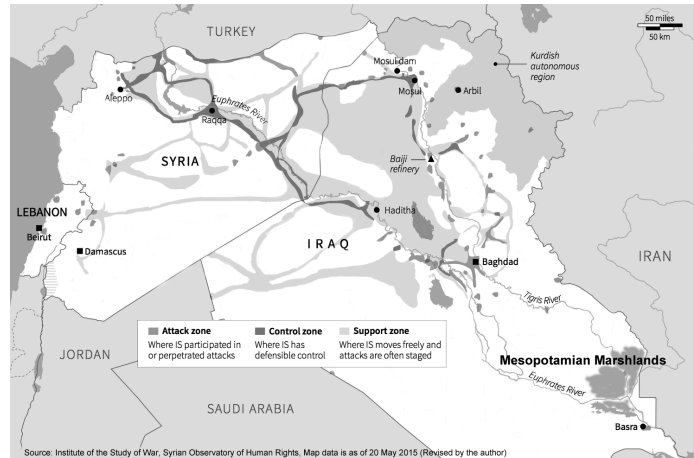 TURKEY
50 miles
50 km
Kurdish
autonomous
region
Mosul dam
Mosul
Arbil
Aleppo
Euphrates River
Raqqa
SYRIA
Baiji
refinery
LEBANON
Beirut
Haditha
IRAQ
Damascus
Baghdad
IRAN
Tigris River
Attack zone
Where IS participated in
or perpetrated attacks
Control zone
Where IS has
defensible control
Support zone
Where IS moves freely and
attacks are often staged
Mesopotamian Marshlands
JORDAN
Euphrates River
SAUDI ARABIA
Basra
Source: Institute of the Study of War, Syrian Observatory of Human Rights, Map data is as of 20 May 2015 (Revised by the author)